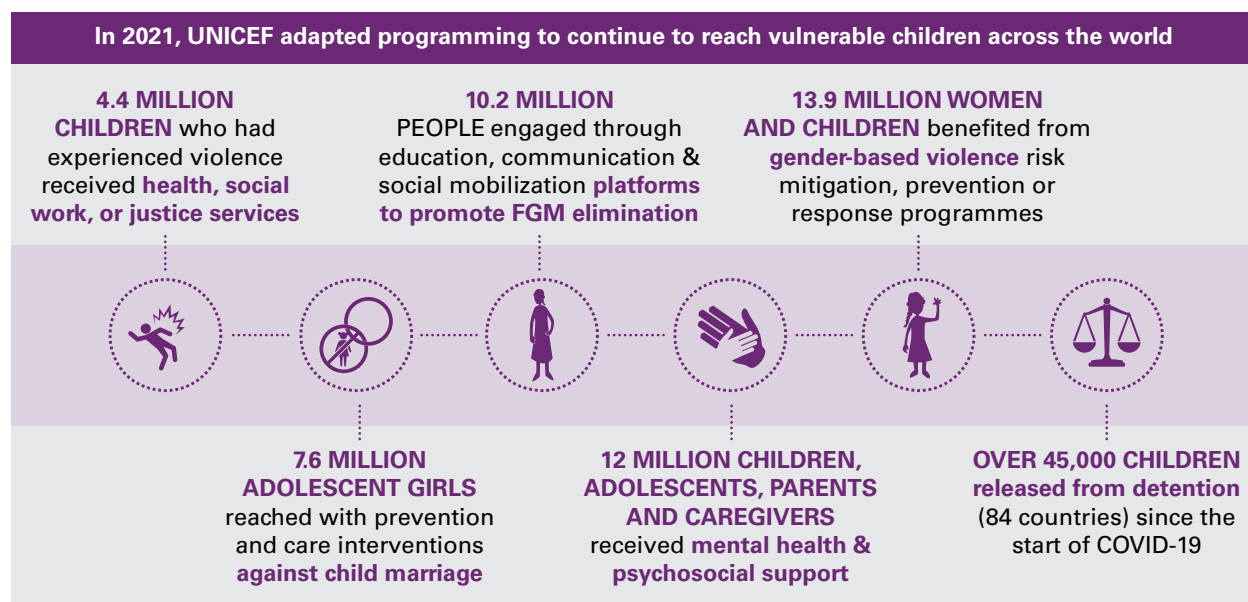 In 2021, UNICEF adapted programming to continue to reach vulnerable children across the world
4.4 MILLION
CHILDREN who had
experienced violence
received health, social
work, or justice services
10.2 MILLION
PEOPLE engaged through
education, communication &
social mobilization platforms
to promote FGM elimination
13.9 MILLION WOMEN
AND CHILDREN benefited from
gender-based violence risk
mitigation, prevention or
response programmes
7.6 MILLION
ADOLESCENT GIRLS
reached with prevention
and care interventions
against child marriage
12 MILLION CHILDREN,
ADOLESCENTS, PARENTS
AND CAREGIVERS
received mental health &
psychosocial support
OVER 45,000 CHILDREN
released from detention
(84 countries) since the
start of COVID-19